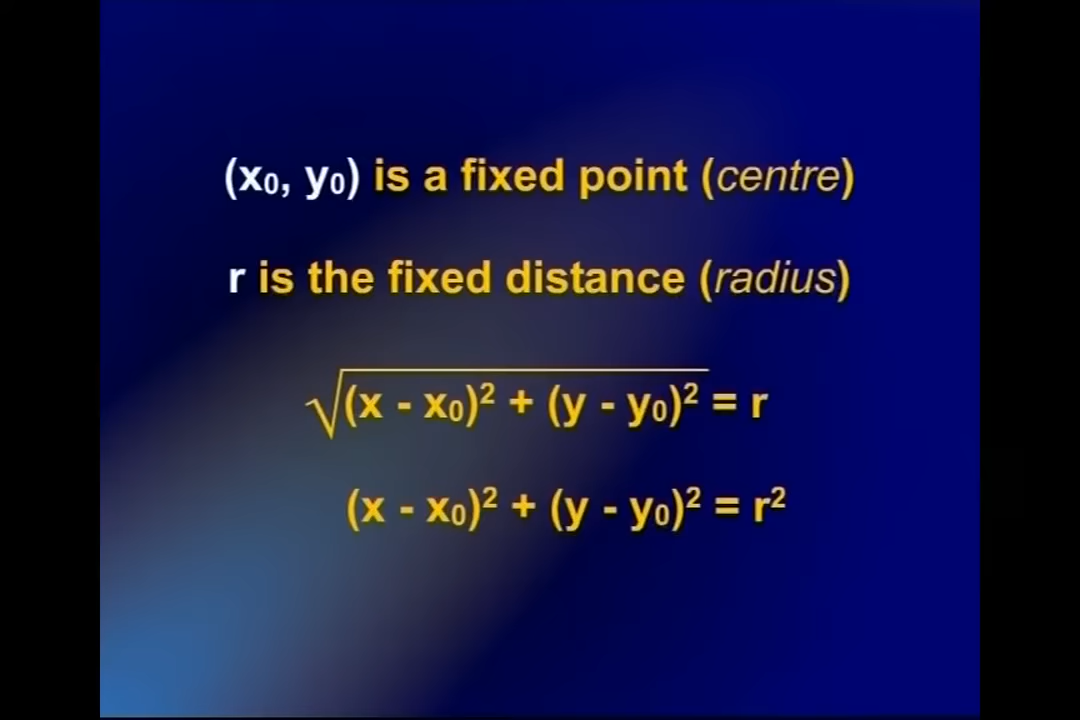 (x₀, y₀) is a fixed point (centre)
r is the fixed distance (radius)
√(x - x₀)² + (y - y₀)² = r
(x - x₀)² + (y - y₀)² = r²